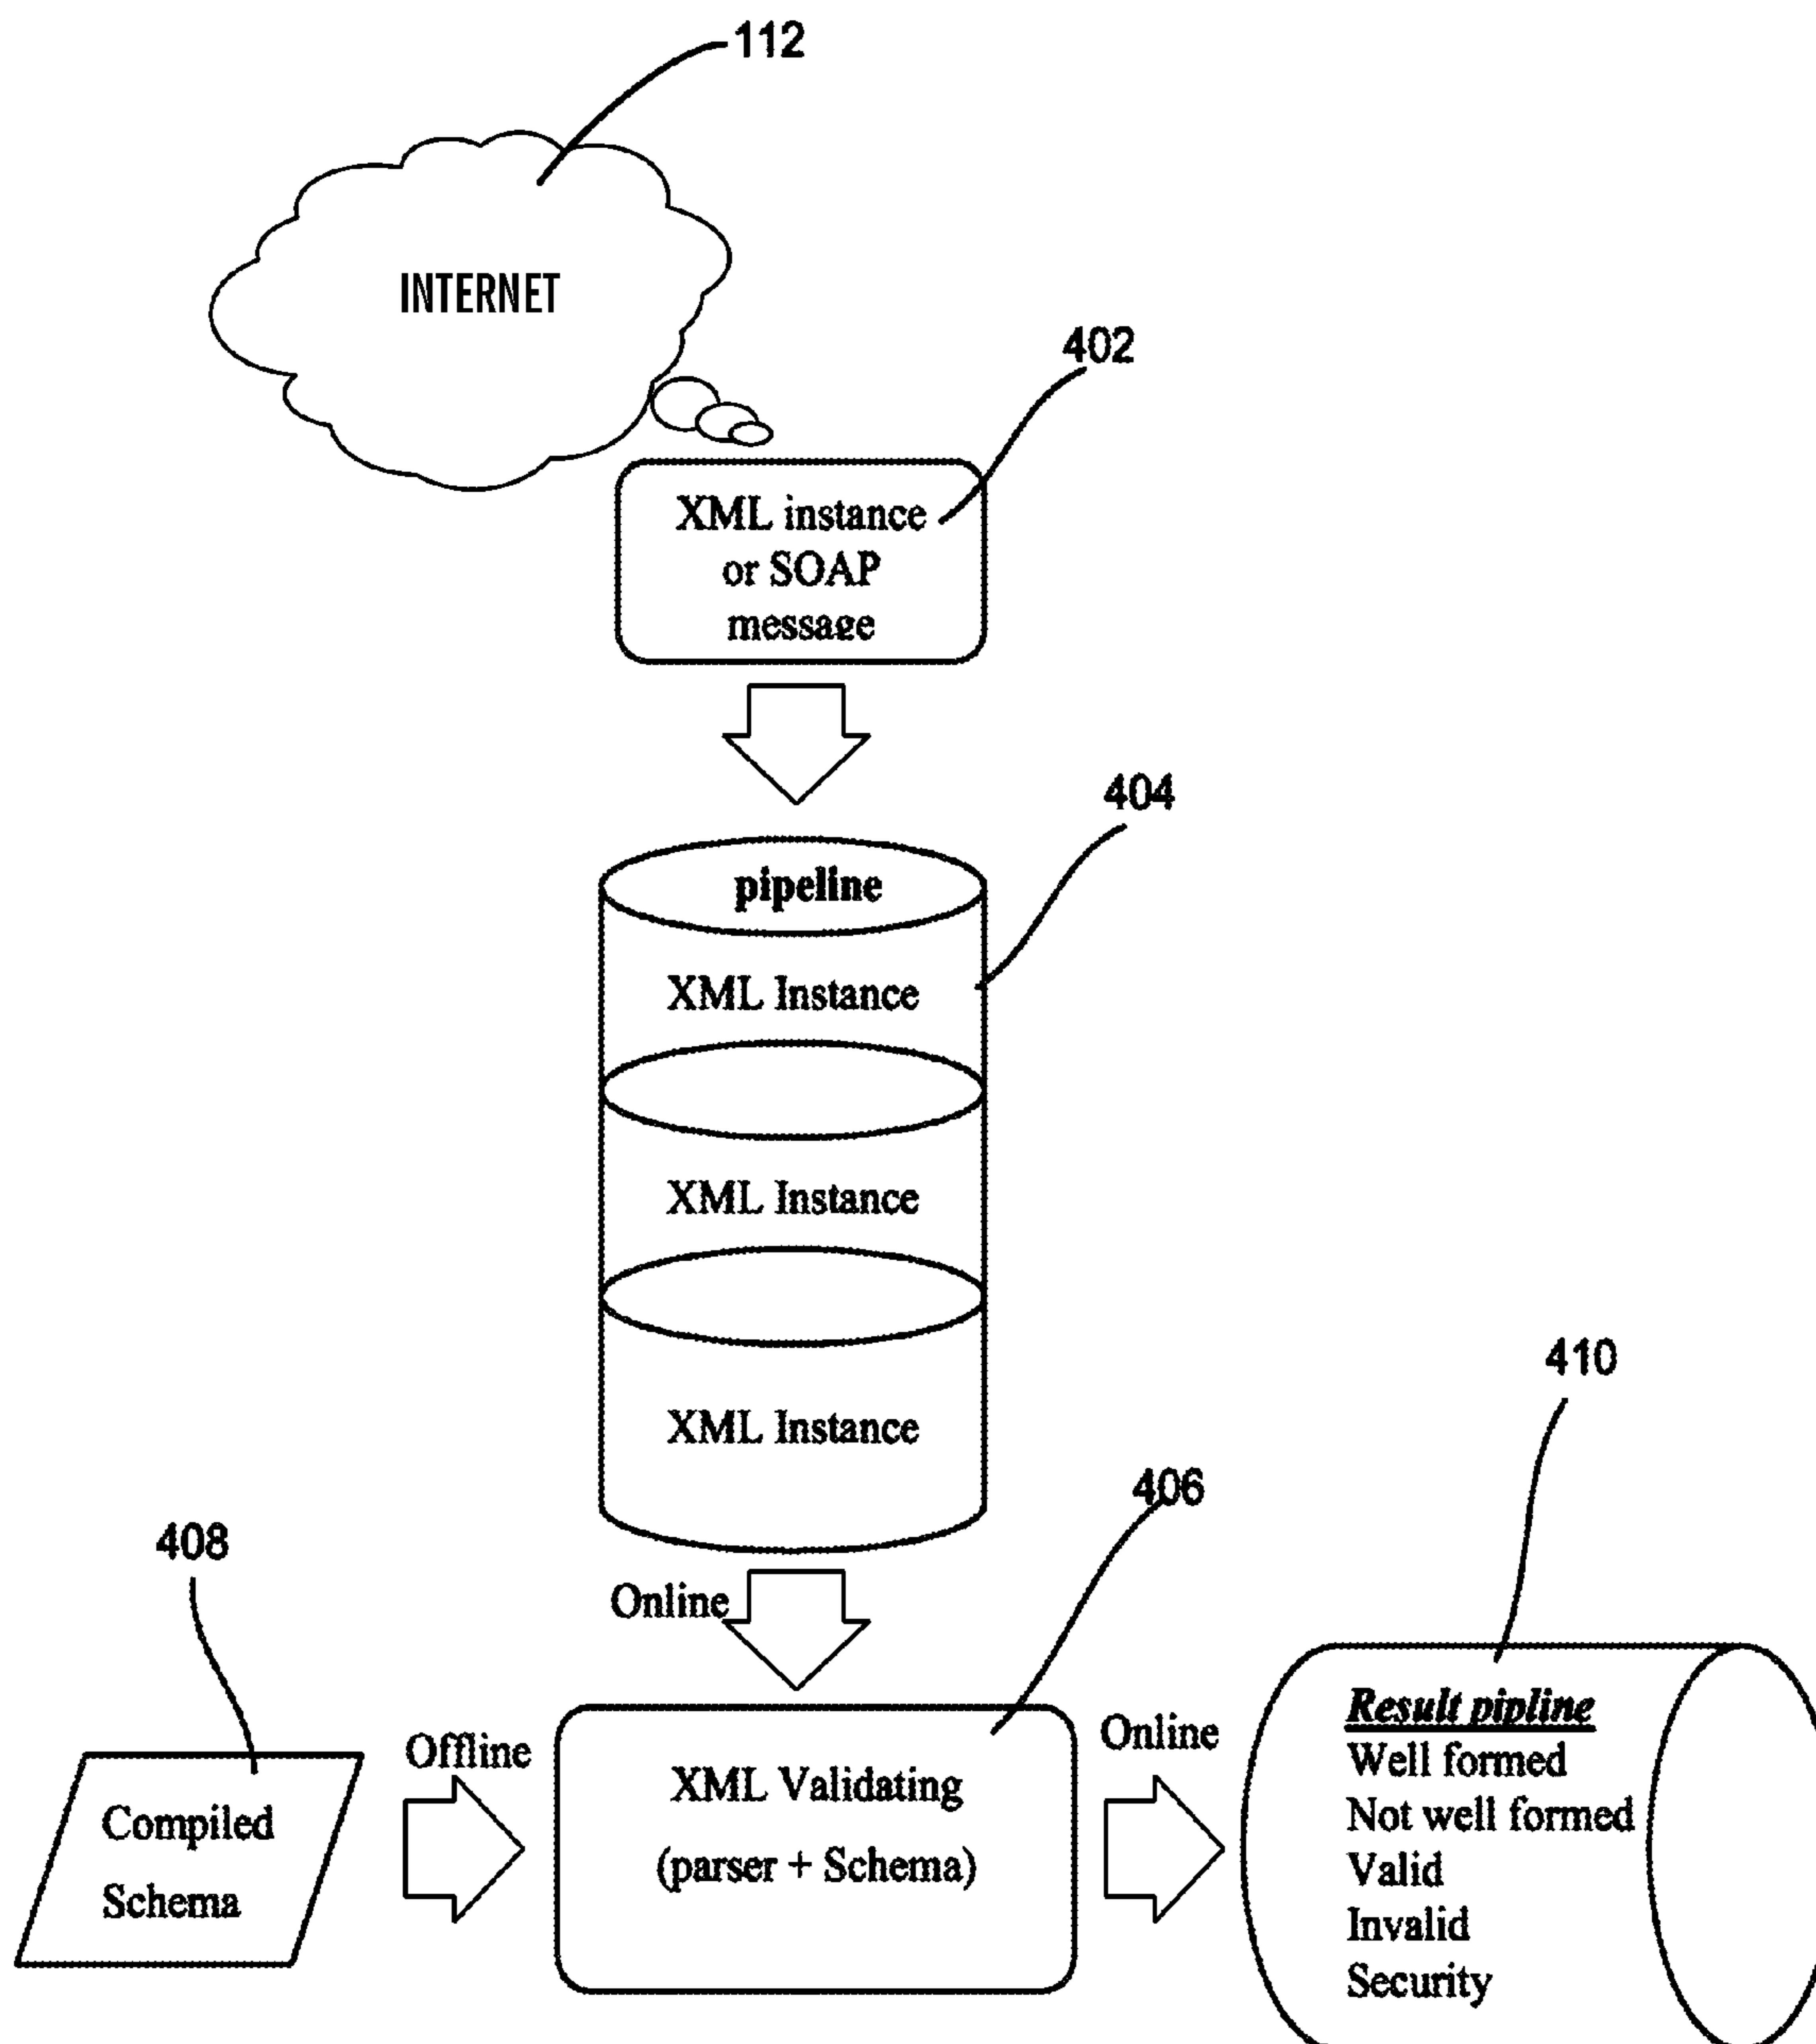 112
INTERNET
402
XML instance
or SOAP
message
404
pipeline
XML Instance
XML Instance
XML Instance
410
406
408
Online
Offline
Online
Compiled
Schema
XML Validating
(parser + Schema)
Result pipline
Well formed
Not well formed
Valid
Invalid
Security